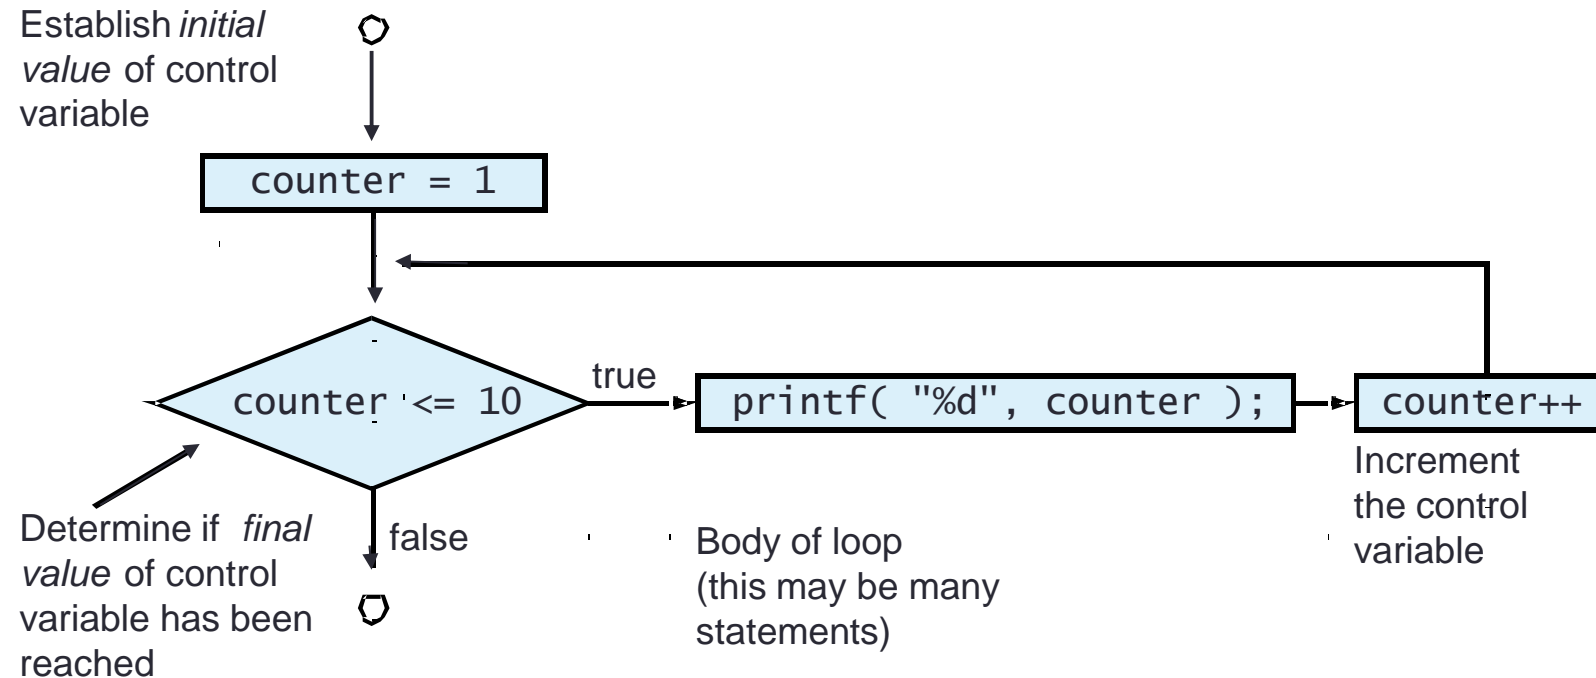 Establish initial
value of control
variable
counter = 1
counter <= 10
true
printf( "%d", counter );
counter++
Increment
the control
variable
false
Determine if final
value of control
variable has been
reached
Body of loop
(this may be many
statements)